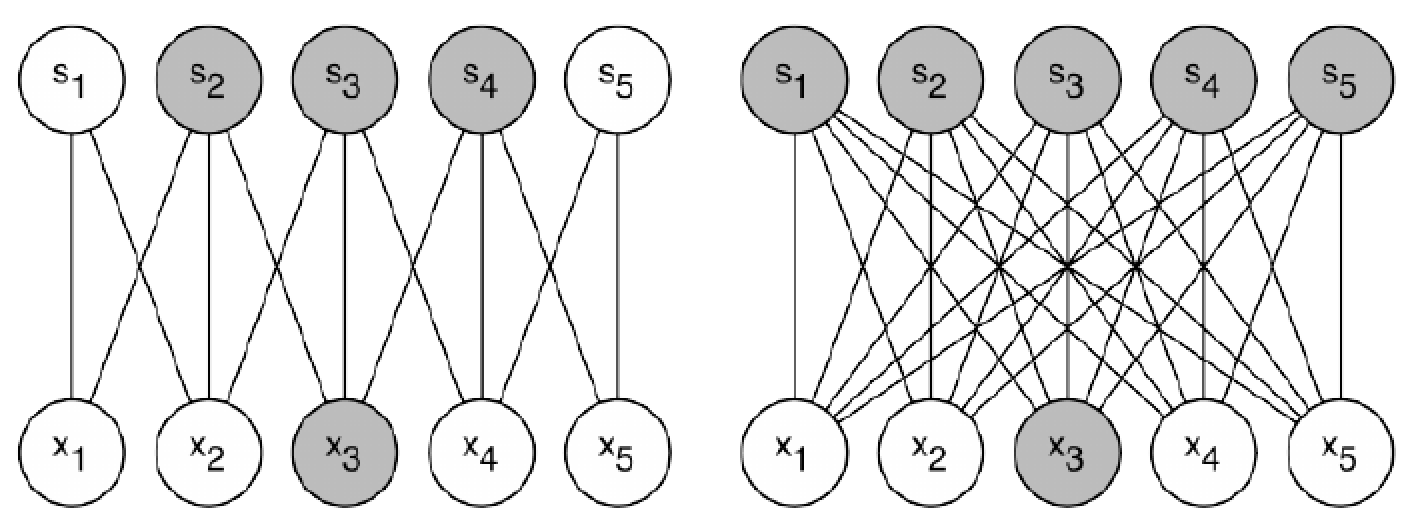 s1 s2 s3 s4 s5 s1 s2 s3 s4 s5
x1 x2 x3 x4 x5 x1 x2 x3 x4 x5